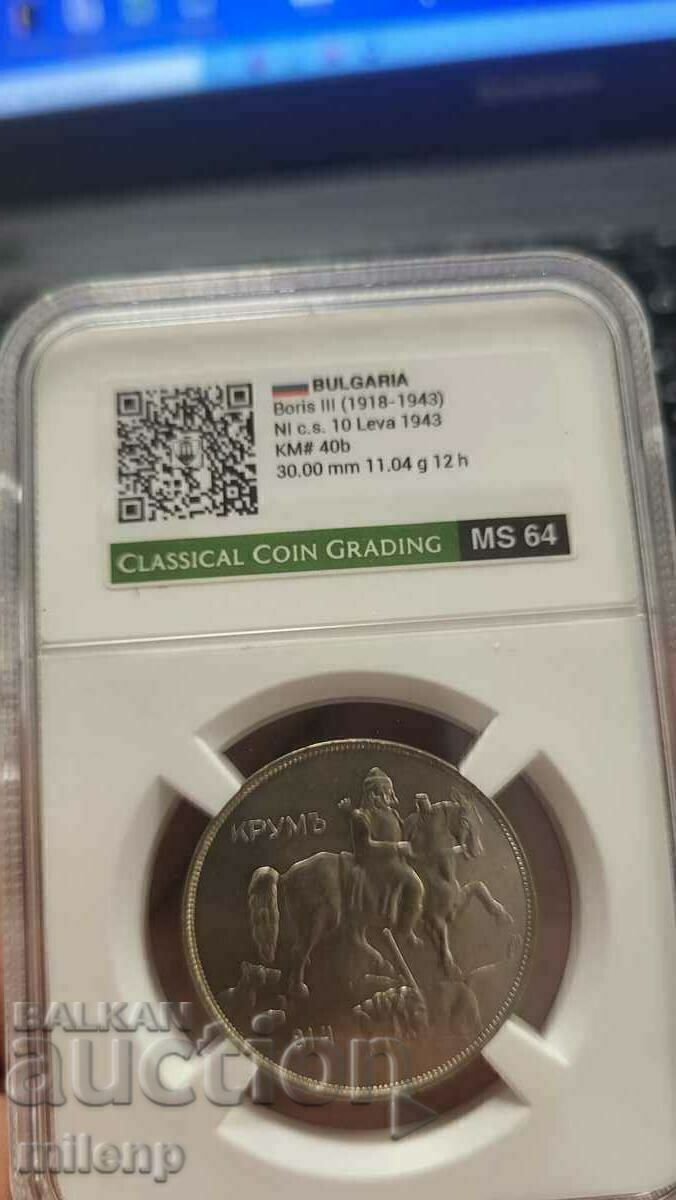 BULGARIA
Boris III (1918-1943)
NI c.s. 10 Leva 1943
KM# 40b
30.00 mm 11.04 g 12 h
CLASSICAL COIN GRADING MS 64
КРУМЪ
BALKAN
auction
milenp